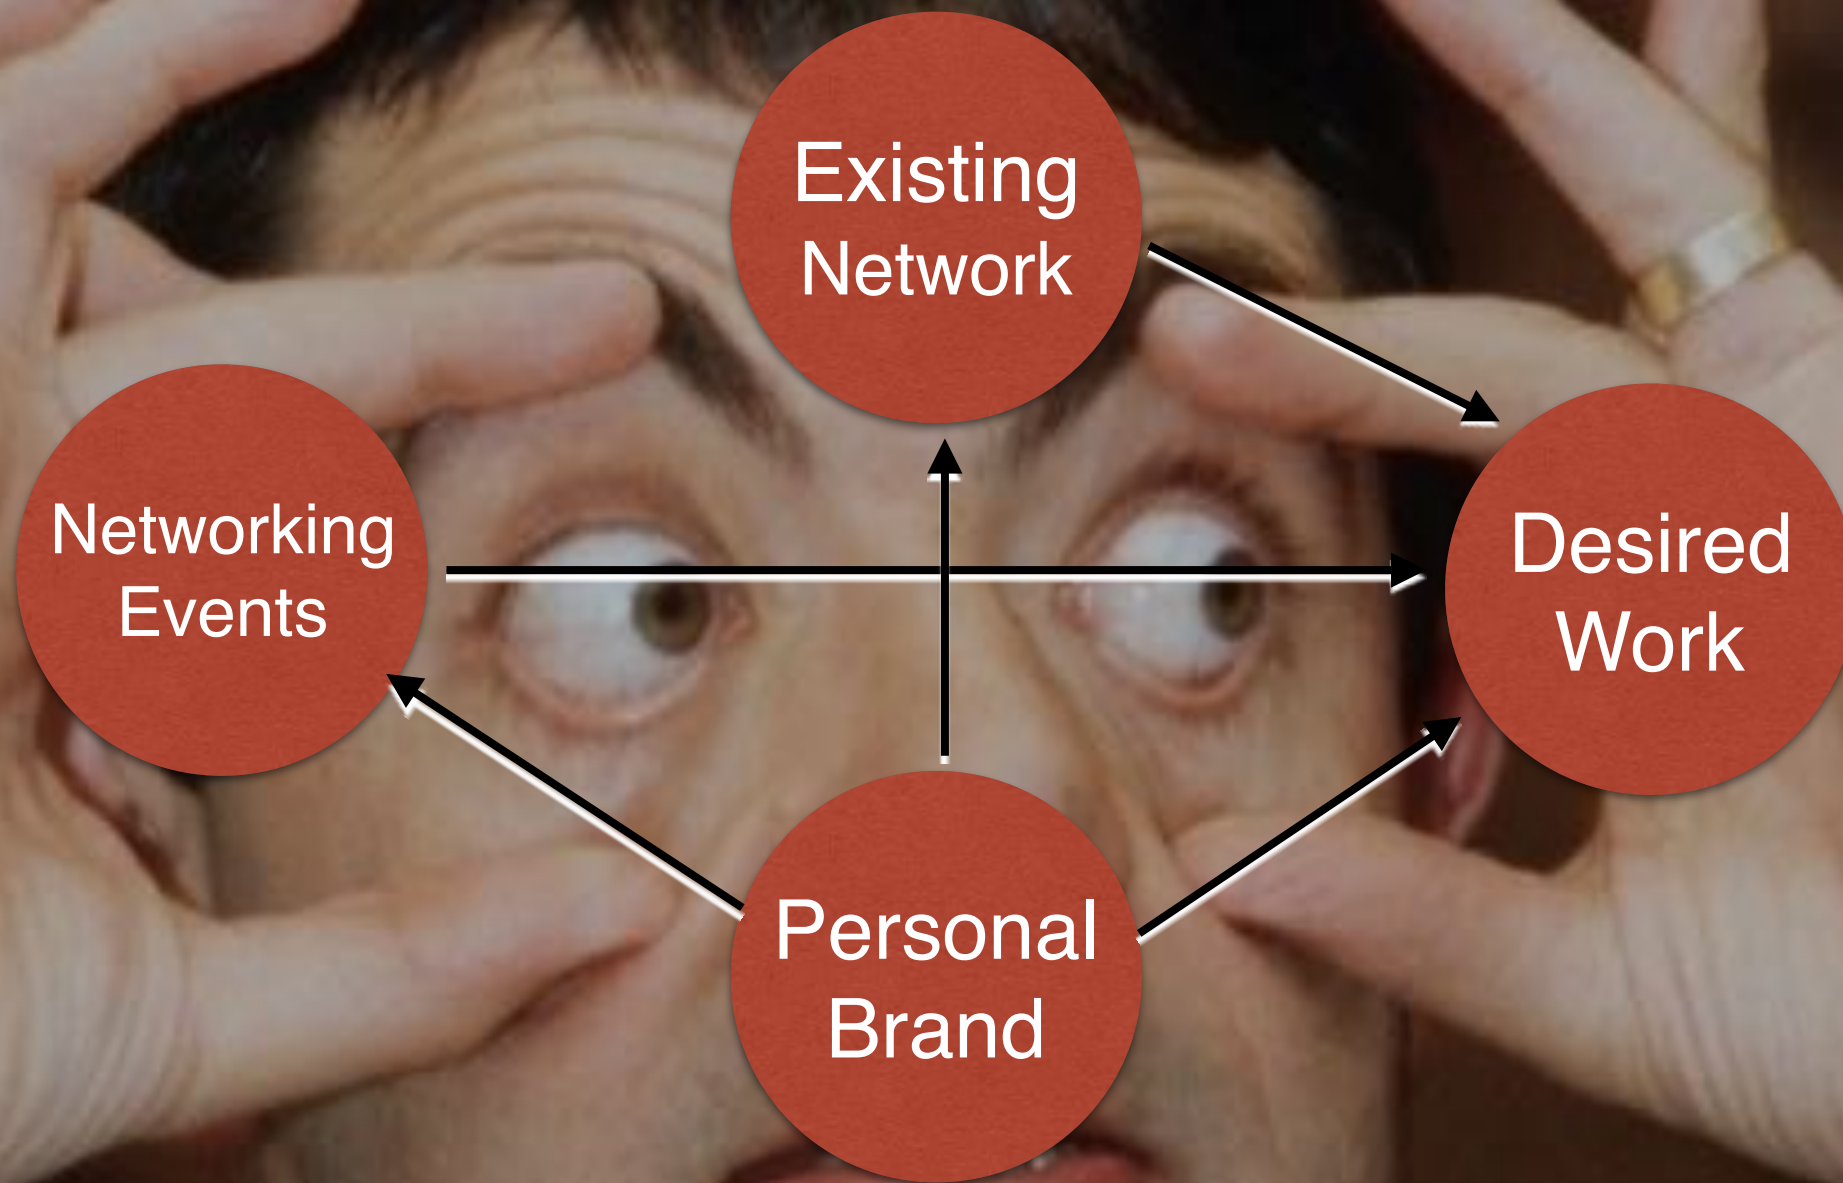 Existing
Network
Networking
Events
Desired
Work
Personal
Brand